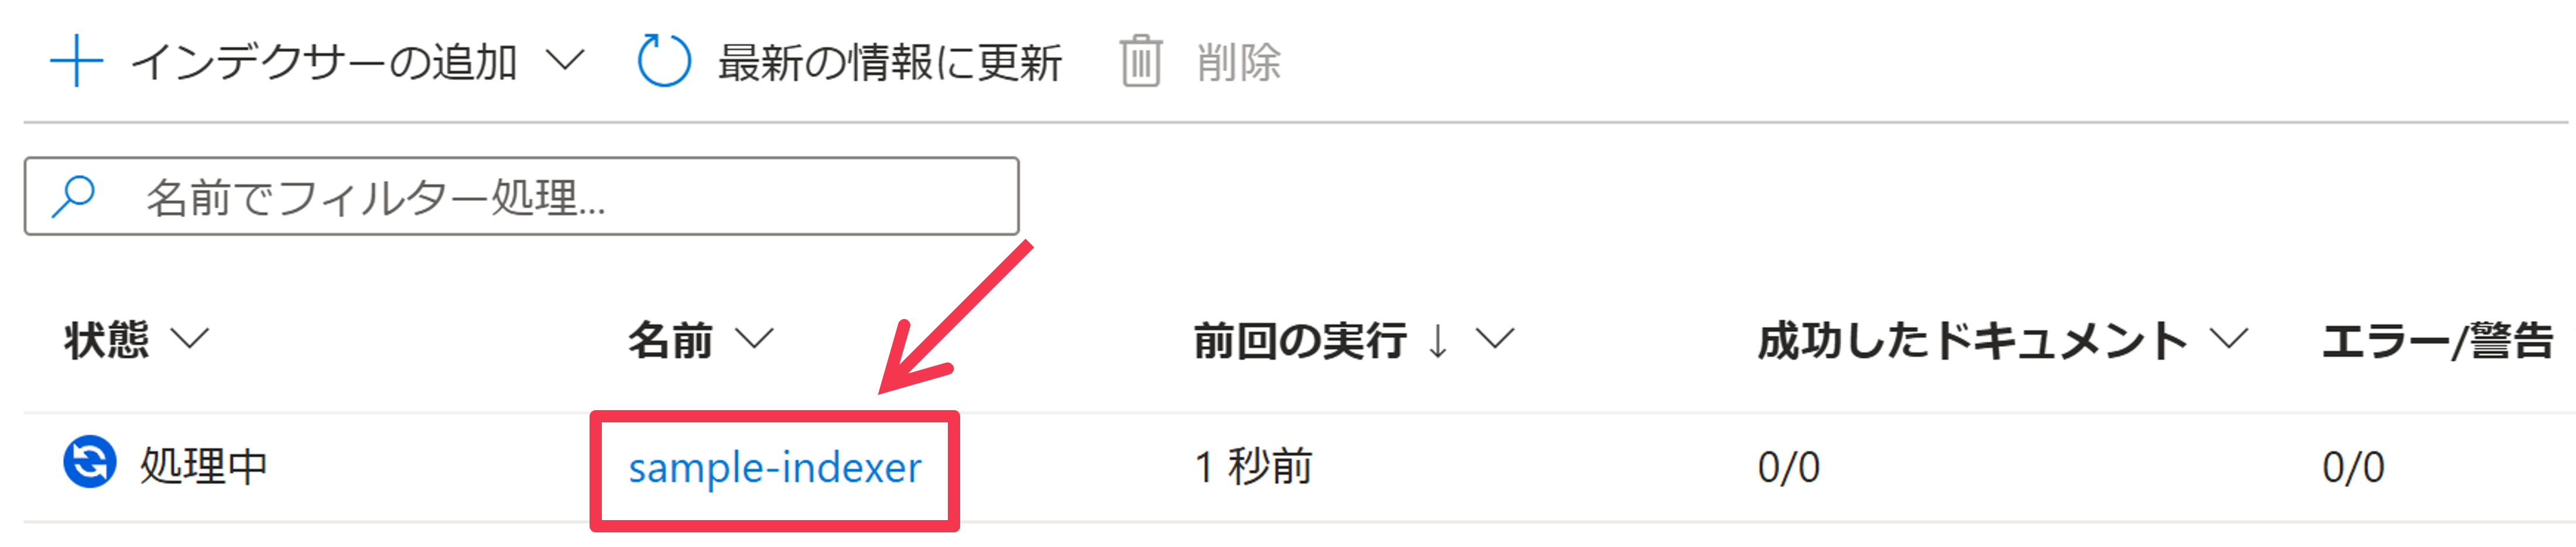 インデクサーの追加 最新の情報に更新 削除
名前でフィルター処理...
状態 名前 前回の実行 ↓ 成功したドキュメント エラー/警告
処理中 sample-indexer 1 秒前 0/0 0/0